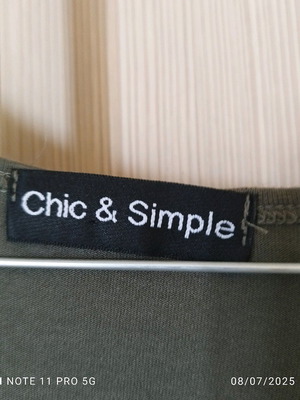 Chic & Simple
NOTE 11 PRO 5G
08/07/2025